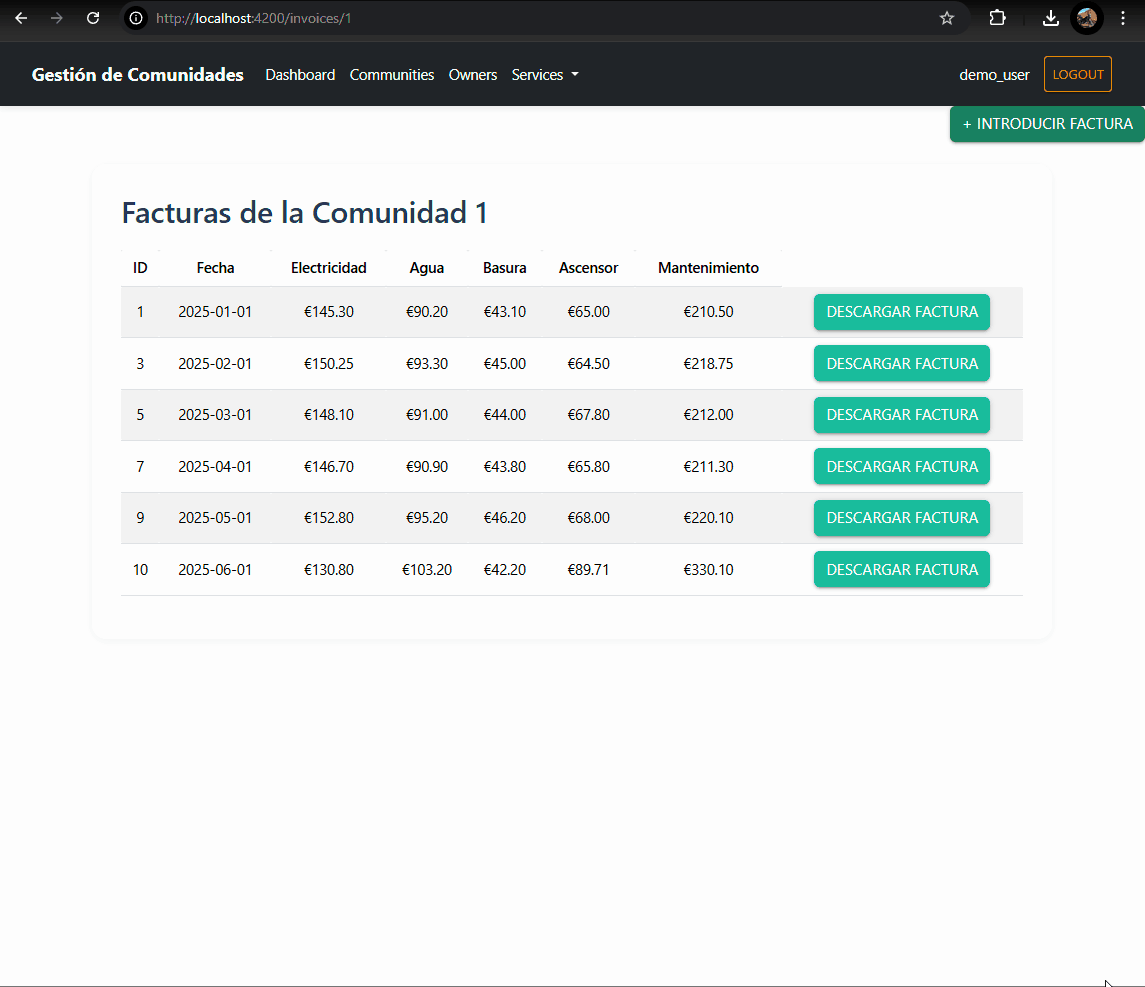 http://localhost:4200/invoices/1
Gestión de Comunidades Dashboard Communities Owners Services demo_user LOGOUT
+ INTRODUCIR FACTURA
Facturas de la Comunidad 1
ID Fecha Electricidad Agua Basura Ascensor Mantenimiento
1 2025-01-01 €145.30 €90.20 €43.10 €65.00 €210.50 DESCARGAR FACTURA
3 2025-02-01 €150.25 €93.30 €45.00 €64.50 €218.75 DESCARGAR FACTURA
5 2025-03-01 €148.10 €91.00 €44.00 €67.80 €212.00 DESCARGAR FACTURA
7 2025-04-01 €146.70 €90.90 €43.80 €65.80 €211.30 DESCARGAR FACTURA
9 2025-05-01 €152.80 €95.20 €46.20 €68.00 €220.10 DESCARGAR FACTURA
10 2025-06-01 €130.80 €103.20 €42.20 €89.71 €330.10 DESCARGAR FACTURA